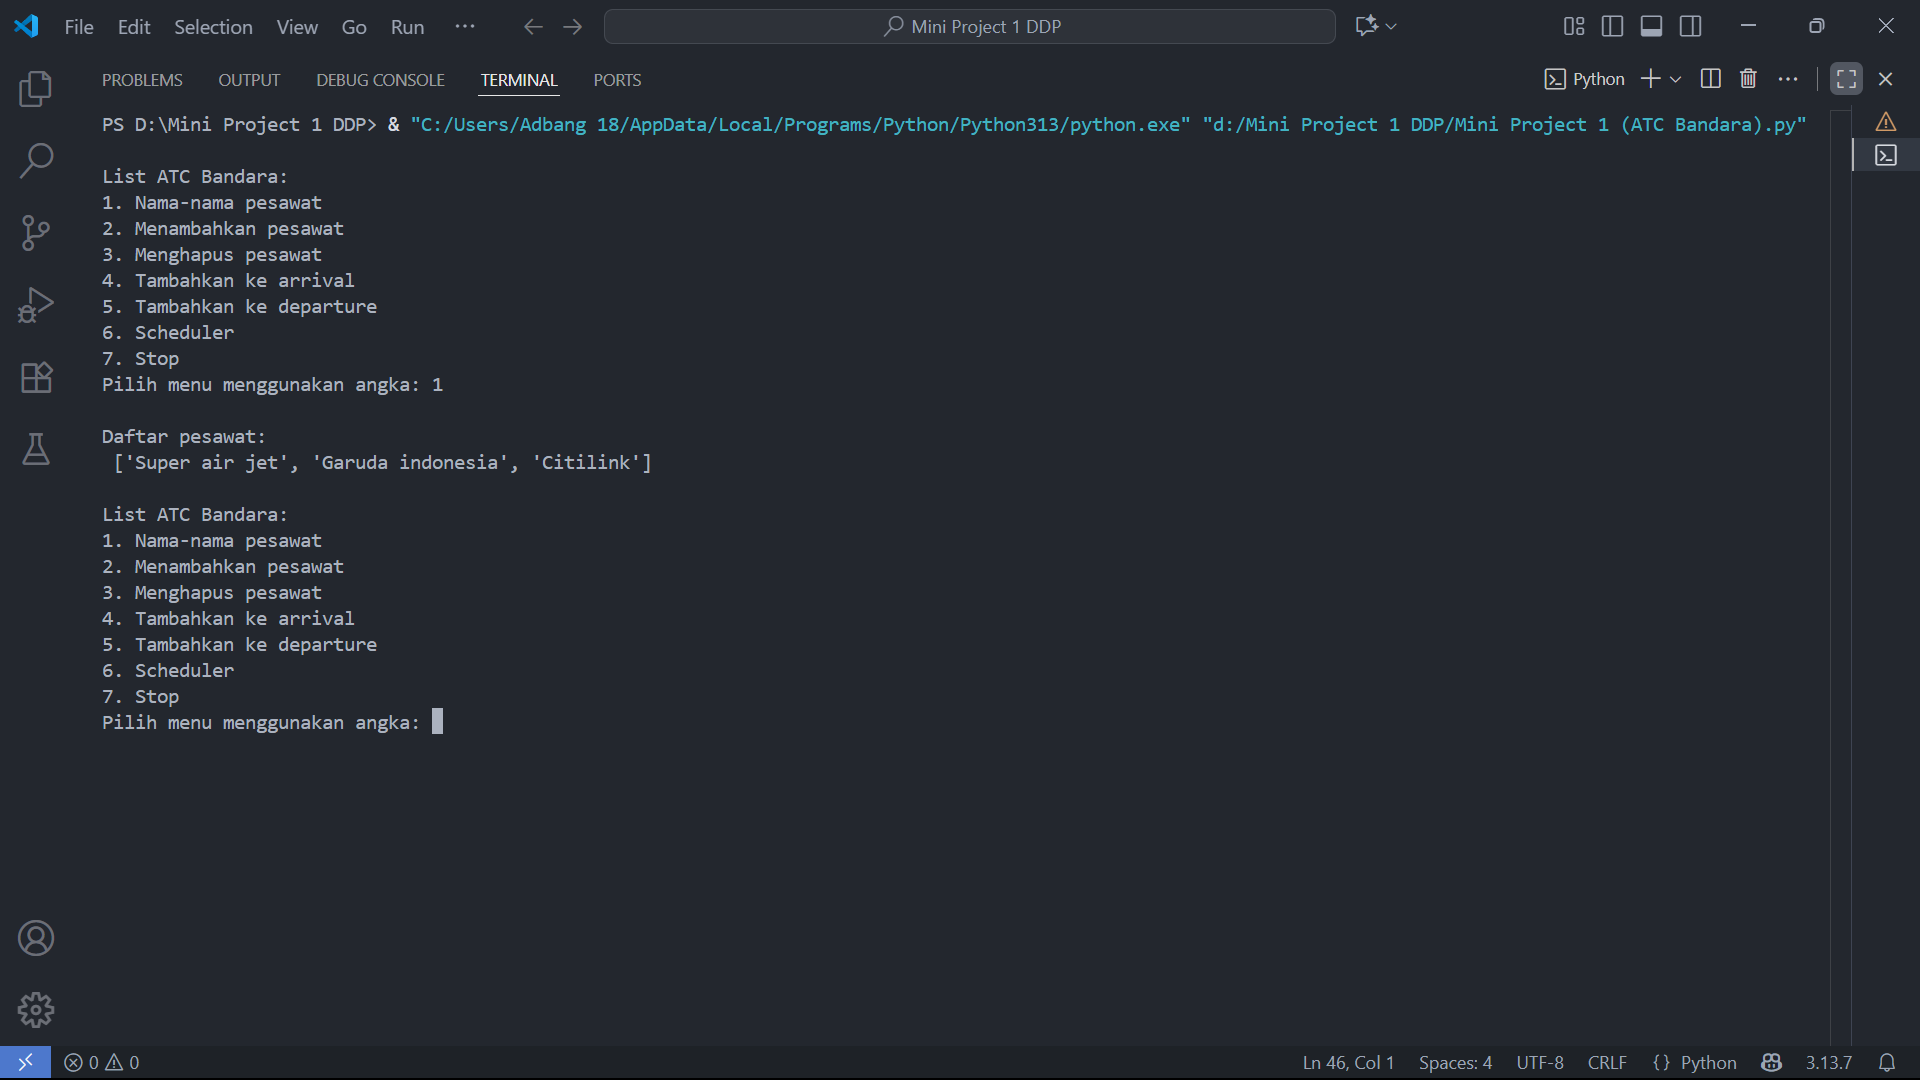 File Edit Selection View Go Run ··· Mini Project 1 DDP
PROBLEMS OUTPUT DEBUG CONSOLE TERMINAL PORTS Python
PS D:\Mini Project 1 DDP> & "C:/Users/Adbang 18/AppData/Local/Programs/Python/Python313/python.exe" "d:/Mini Project 1 DDP/Mini Project 1 (ATC Bandara).py"
List ATC Bandara:
1. Nama-nama pesawat
2. Menambahkan pesawat
3. Menghapus pesawat
4. Tambahkan ke arrival
5. Tambahkan ke departure
6. Scheduler
7. Stop
Pilih menu menggunakan angka: 1
Daftar pesawat:
['Super air jet', 'Garuda indonesia', 'Citilink']
List ATC Bandara:
1. Nama-nama pesawat
2. Menambahkan pesawat
3. Menghapus pesawat
4. Tambahkan ke arrival
5. Tambahkan ke departure
6. Scheduler
7. Stop
Pilih menu menggunakan angka:
0 0 Ln 46, Col 1 Spaces: 4 UTF-8 CRLF {} Python 3.13.7